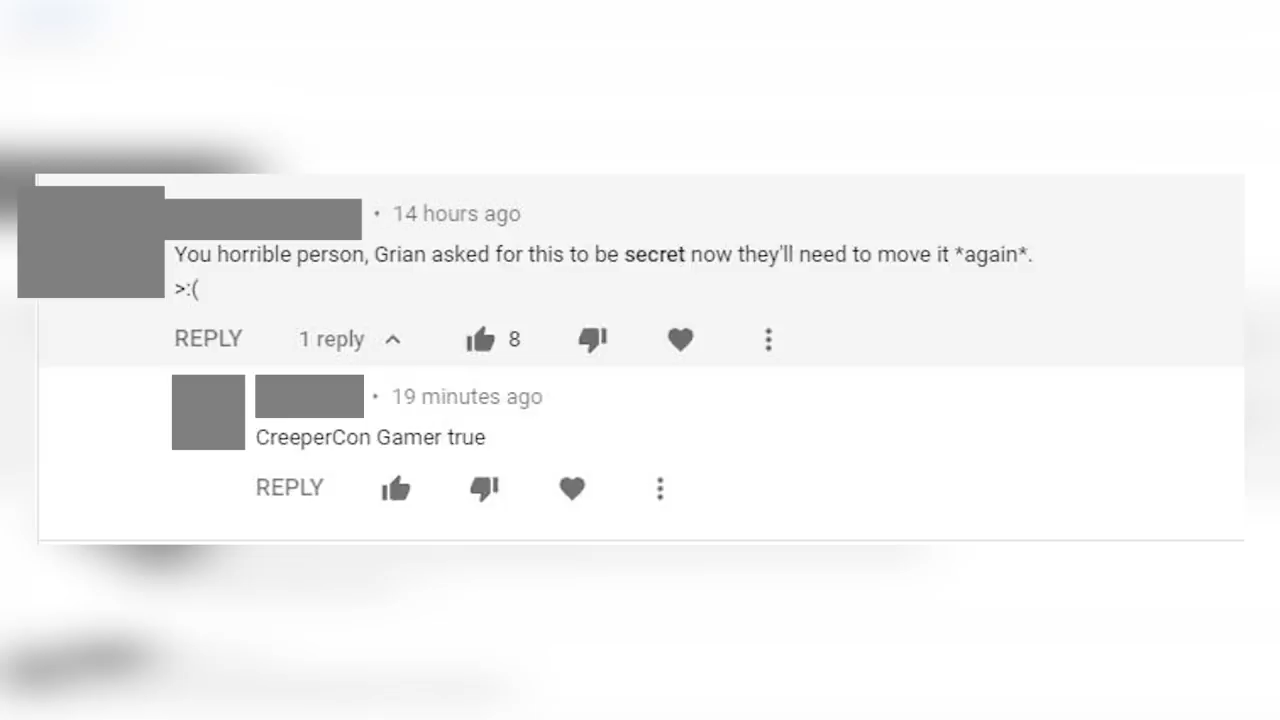 • 14 hours ago
You horrible person, Grian asked for this to be secret now they'll need to move it *again*.
>:(
REPLY 1 reply 8
• 19 minutes ago
CreeperCon Gamer true
REPLY